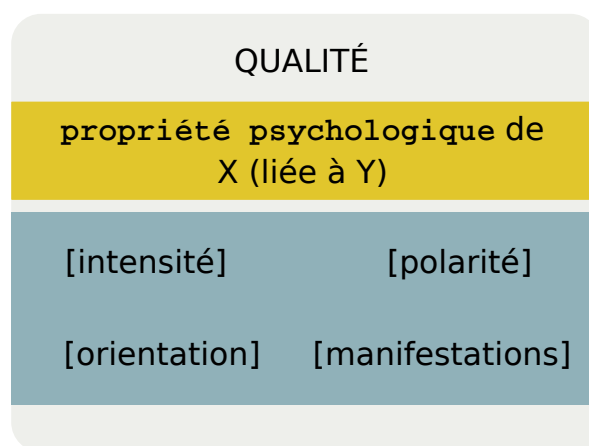 QUALITÉ
propriété psychologique de
X (liée à Y)
[intensité] [polarité]
[orientation] [manifestations]